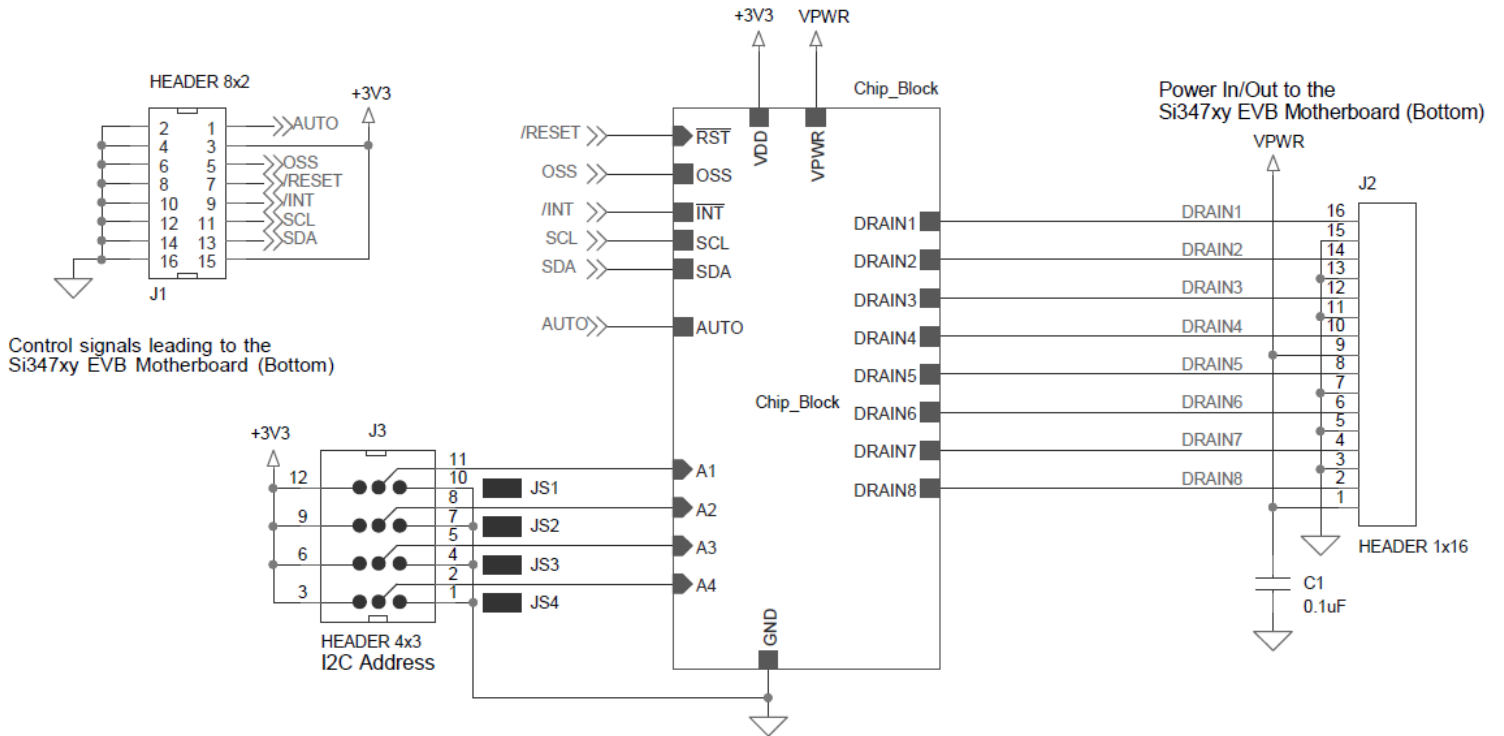 +3V3 VPWR
HEADER 8x2
+3V3
2 1 AUTO
4 3
6 5 OSS
8 7 /RESET
10 9 /INT
12 11 SCL
14 13 SDA
16 15
J1
Control signals leading to the
Si347xy EVB Motherboard (Bottom)
Chip_Block
VDD
VPWR
/RESET RST
OSS OSS
/INT INT
SCL SCL
SDA SDA
AUTO AUTO
Chip_Block
DRAIN1
DRAIN2
DRAIN3
DRAIN4
DRAIN5
DRAIN6
DRAIN7
DRAIN8
A1
A2
A3
A4
GND
Power In/Out to the
Si347xy EVB Motherboard (Bottom)
VPWR
J2
DRAIN1 16
15
DRAIN2 14
13
DRAIN3 12
11
DRAIN4 10
9
DRAIN5 8
7
DRAIN6 6
5
DRAIN7 4
3
DRAIN8 2
1
HEADER 1x16
C1
0.1uF
+3V3
J3
11
12 10 JS1
8
9 7 JS2
5
6 4 JS3
2
3 1 JS4
HEADER 4x3
I2C Address